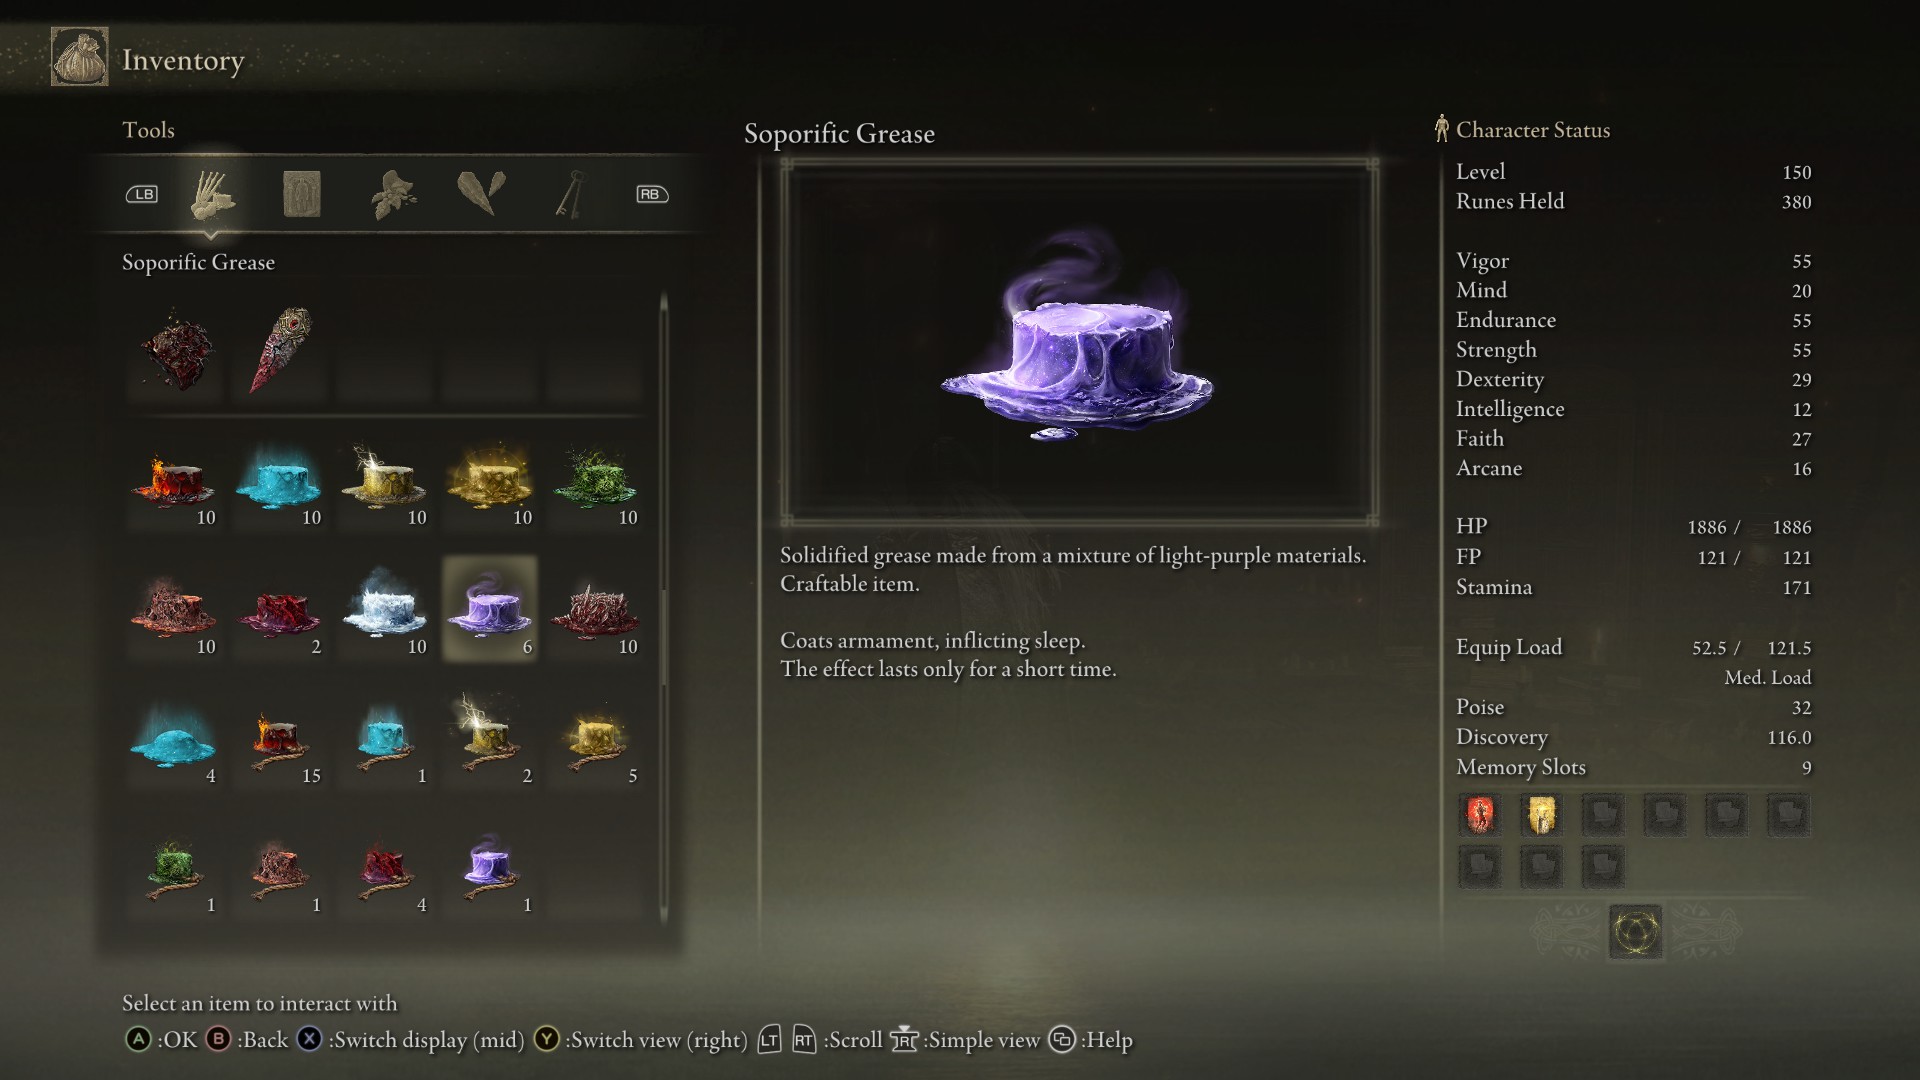 Inventory
Tools
LB
RB
Soporific Grease
10 10 10 10 10
10 2 10 6 10
4 15 1 2 5
1 1 4 1
Soporific Grease
Solidified grease made from a mixture of light-purple materials.
Craftable item.
Coats armament, inflicting sleep.
The effect lasts only for a short time.
Character Status
Level 150
Runes Held 380
Vigor 55
Mind 20
Endurance 55
Strength 55
Dexterity 29
Intelligence 12
Faith 27
Arcane 16
HP 1886 / 1886
FP 121 / 121
Stamina 171
Equip Load 52.5 / 121.5
Med. Load
Poise 32
Discovery 116.0
Memory Slots 9
Select an item to interact with
A :OK B :Back X :Switch display (mid) Y :Switch view (right) LT RT :Scroll R :Simple view :Help